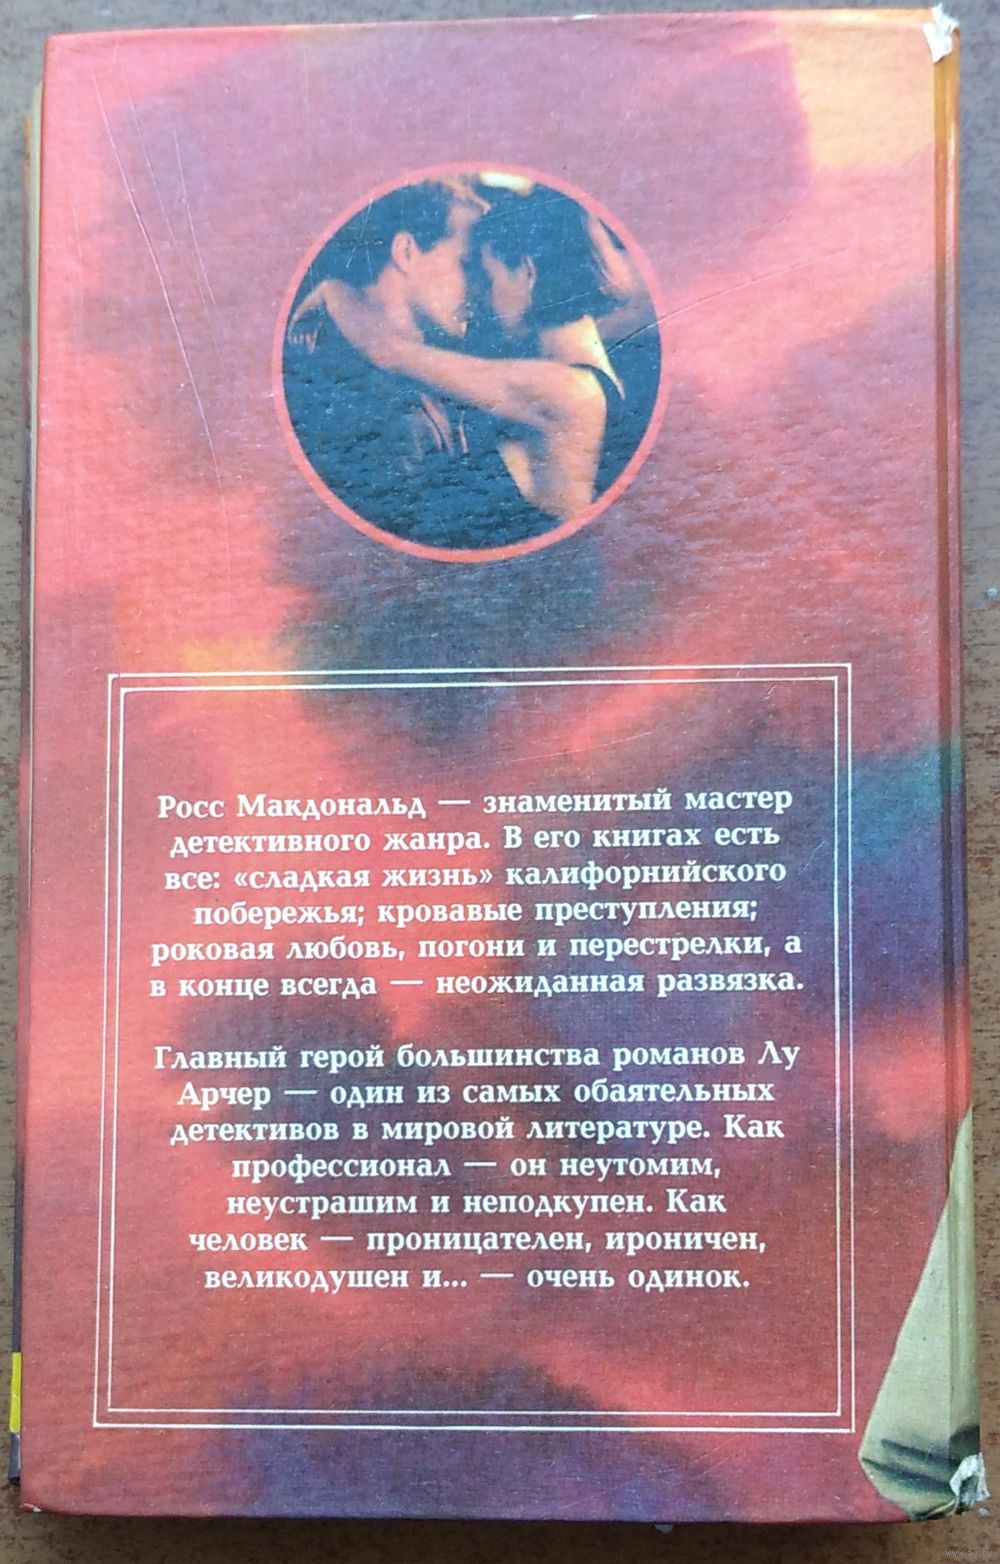 Росс Макдональд — знаменитый мастер
детективного жанра. В его книгах есть
все: «сладкая жизнь» калифорнийского
побережья; кровавые преступления;
роковая любовь, погони и перестрелки, а
в конце всегда — неожиданная развязка.
Главный герой большинства романов Лу
Арчер — один из самых обаятельных
детективов в мировой литературе. Как
профессионал — он неутомим,
неустрашим и неподкупен. Как
человек — проницателен, ироничен,
великодушен и... — очень одинок.